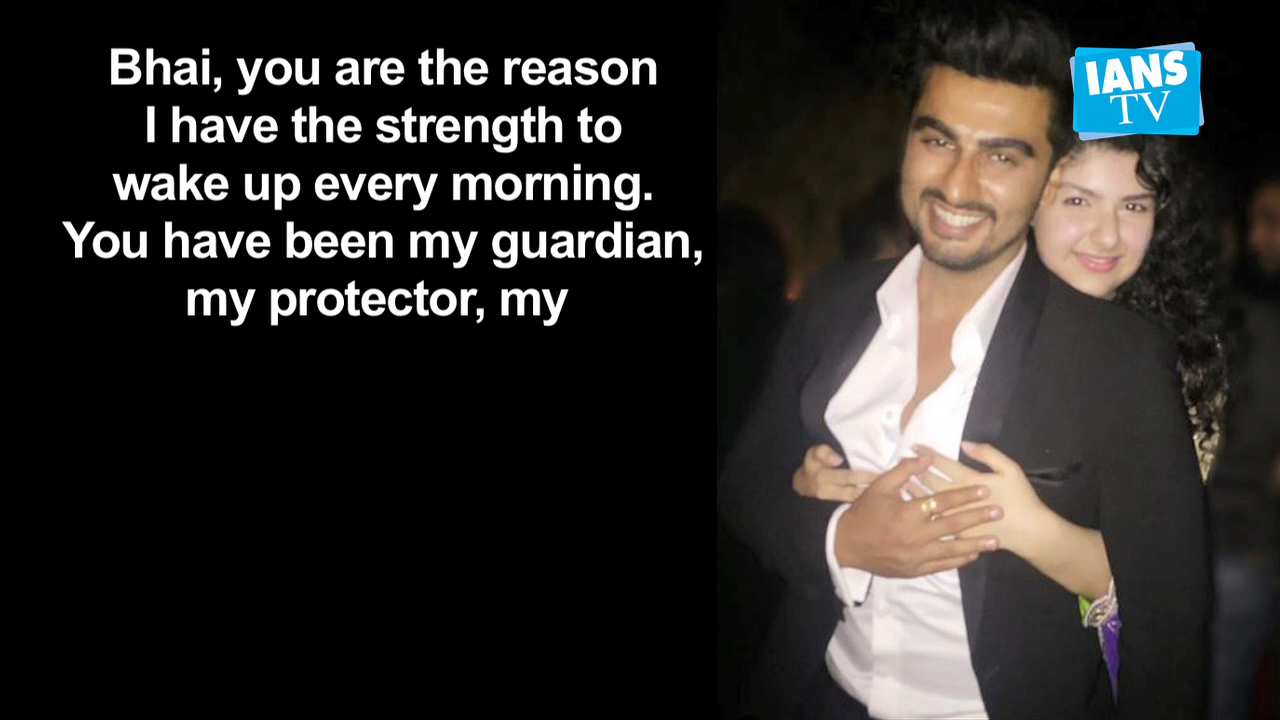 Bhai, you are the reason
I have the strength to
wake up every morning.
You have been my guardian,
my protector, my
IANS
TV